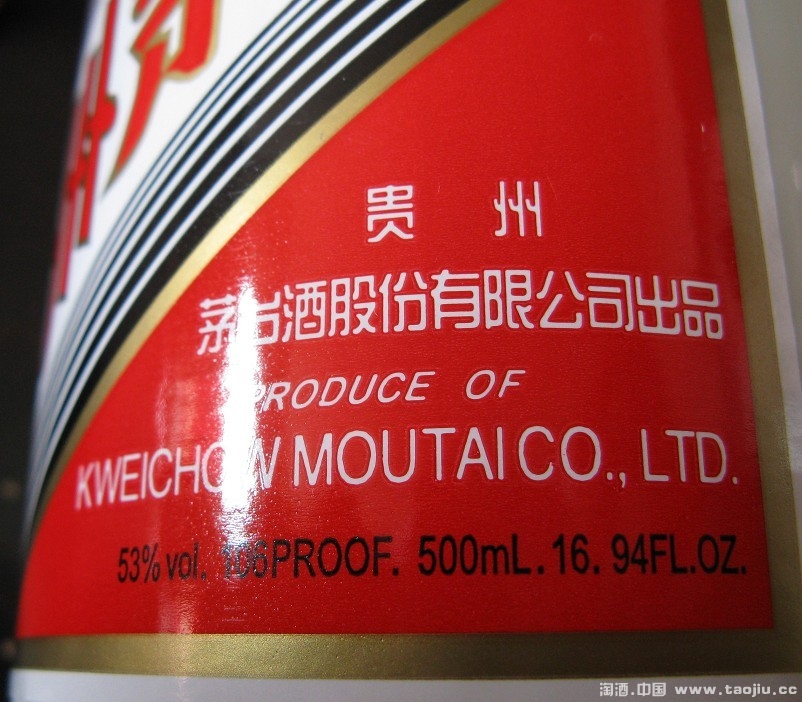 贵 州
茅台酒股份有限公司出品
PRODUCE OF
KWEICHOW MOUTAI CO., LTD.
53% vol. 106PROOF. 500mL. 16. 94FL.OZ.
淘酒.中国 www.taojiu.cc